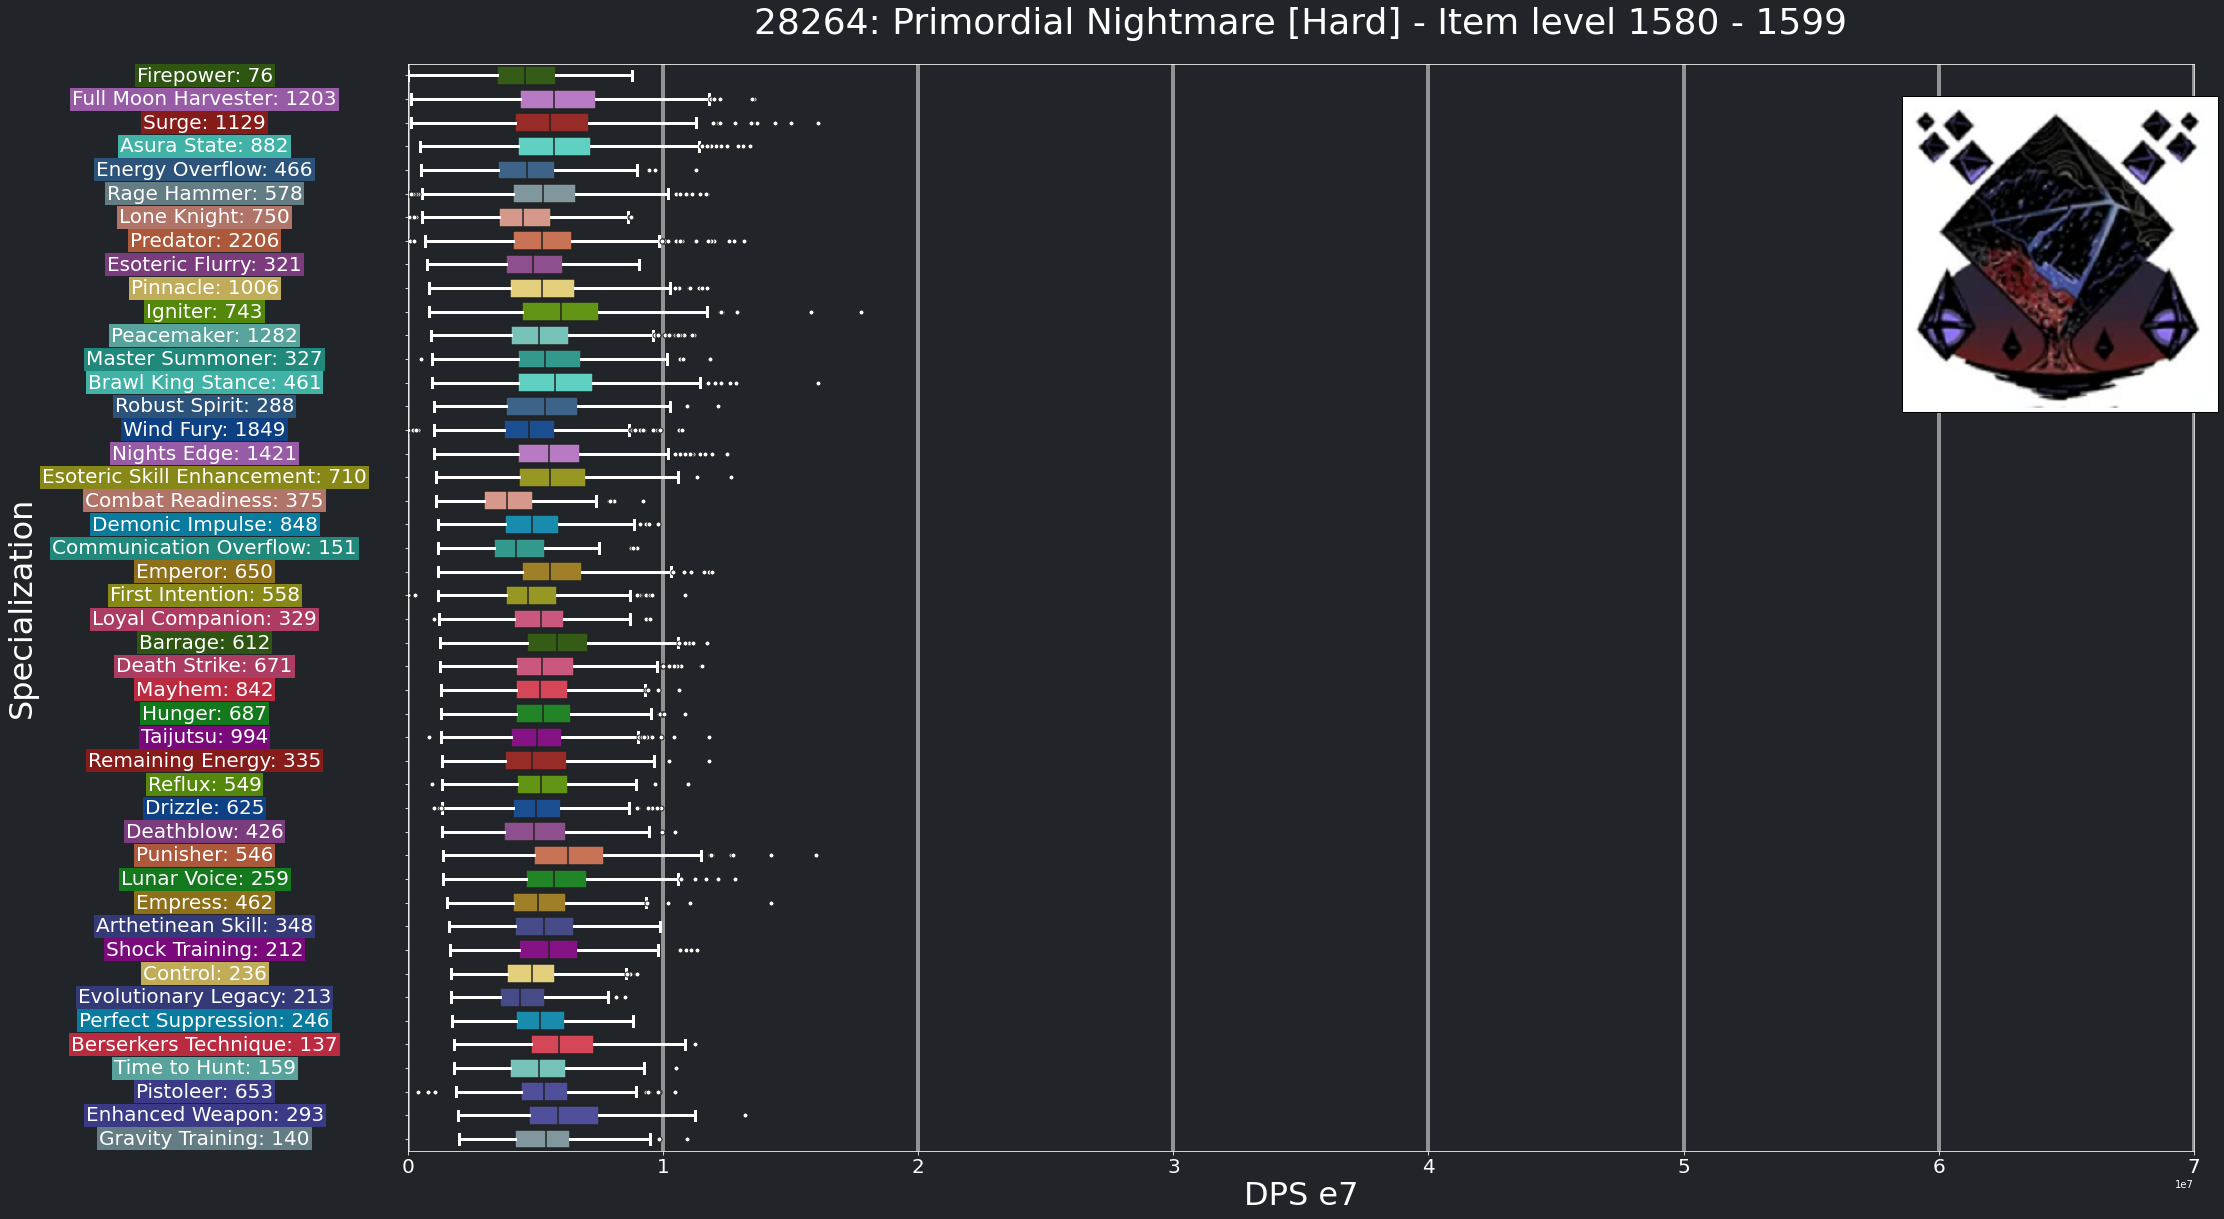 28264: Primordial Nightmare [Hard] - Item level 1580 - 1599
Specialization
Firepower: 76
Full Moon Harvester: 1203
Surge: 1129
Asura State: 882
Energy Overflow: 466
Rage Hammer: 578
Lone Knight: 750
Predator: 2206
Esoteric Flurry: 321
Pinnacle: 1006
Igniter: 743
Peacemaker: 1282
Master Summoner: 327
Brawl King Stance: 461
Robust Spirit: 288
Wind Fury: 1849
Nights Edge: 1421
Esoteric Skill Enhancement: 710
Combat Readiness: 375
Demonic Impulse: 848
Communication Overflow: 151
Emperor: 650
First Intention: 558
Loyal Companion: 329
Barrage: 612
Death Strike: 671
Mayhem: 842
Hunger: 687
Taijutsu: 994
Remaining Energy: 335
Reflux: 549
Drizzle: 625
Deathblow: 426
Punisher: 546
Lunar Voice: 259
Empress: 462
Arthetinean Skill: 348
Shock Training: 212
Control: 236
Evolutionary Legacy: 213
Perfect Suppression: 246
Berserkers Technique: 137
Time to Hunt: 159
Pistoleer: 653
Enhanced Weapon: 293
Gravity Training: 140
0 1 2 3 4 5 6 7
1e7
DPS e7